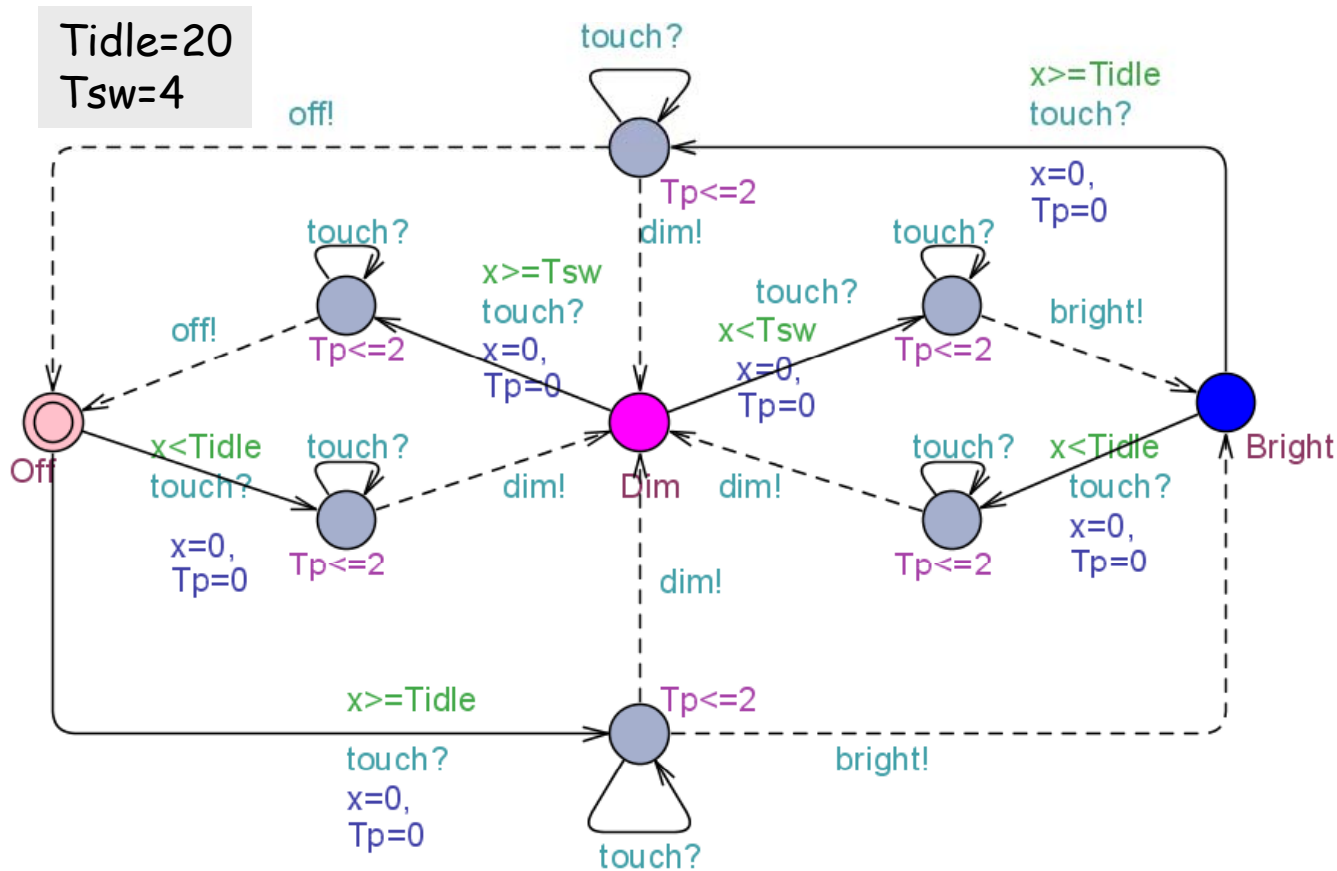 Tidle=20
Tsw=4
touch?
x>=Tidle
touch?
off!
x=0,
Tp=0
Tp<=2
dim!
touch?
touch?
x>=Tsw
touch?
x=0,
Tp=0
touch?
x<Tsw
x=0,
Tp=0
bright!
off!
Tp<=2
Tp<=2
Off
x<Tidle
touch?
x=0,
Tp=0
touch?
Tp<=2
dim!
Dim
dim!
touch?
Tp<=2
x<Tidle
touch?
x=0,
Tp=0
Bright
dim!
x>=Tidle
touch?
x=0,
Tp=0
Tp<=2
bright!
touch?